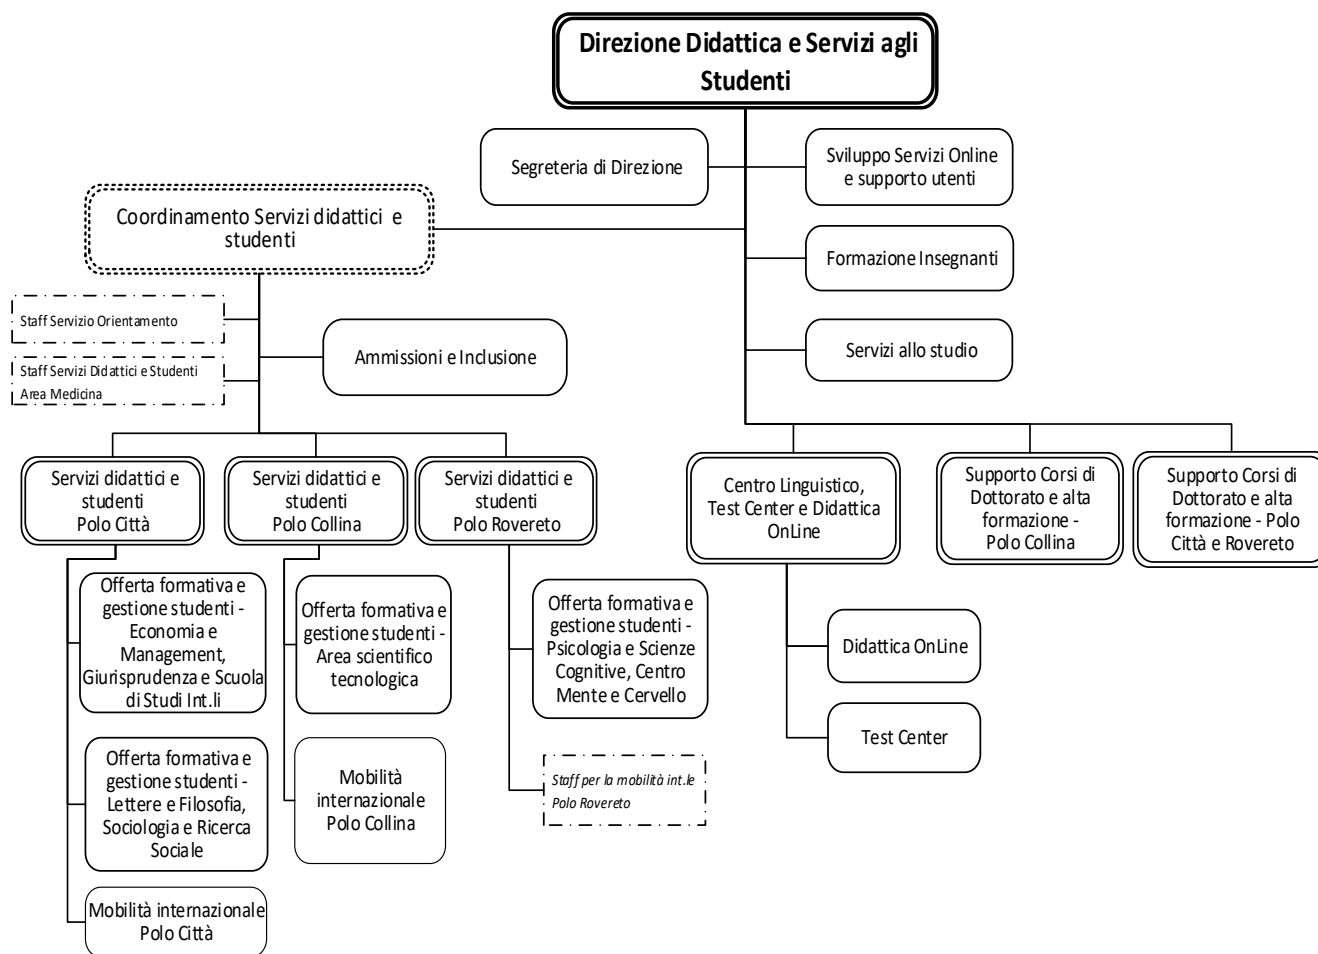 Direzione Didattica e Servizi agli
Studenti
Segreteria di Direzione
Sviluppo Servizi Online
e supporto utenti
Coordinamento Servizi didattici e
studenti
Formazione Insegnanti
Staff Servizio Orientamento
Ammissioni e Inclusione
Servizi allo studio
Staff Servizi Didattici e Studenti
Area Medicina
Servizi didattici e
studenti
Polo Città
Servizi didattici e
studenti
Polo Collina
Servizi didattici e
studenti
Polo Rovereto
Centro Linguistico,
Test Center e Didattica
OnLine
Supporto Corsi di
Dottorato e alta
formazione -
Polo Collina
Supporto Corsi di
Dottorato e alta
formazione - Polo
Città e Rovereto
Offerta formativa e
gestione studenti -
Economia e
Management,
Giurisprudenza e Scuola
di Studi Int.li
Offerta formativa e
gestione studenti -
Area scientifico
tecnologica
Offerta formativa e
gestione studenti -
Psicologia e Scienze
Cognitive, Centro
Mente e Cervello
Didattica OnLine
Test Center
Offerta formativa e
gestione studenti -
Lettere e Filosofia,
Sociologia e Ricerca
Sociale
Mobilità
internazionale
Polo Collina
Staff per la mobilità int.le
Polo Rovereto
Mobilità internazionale
Polo Città